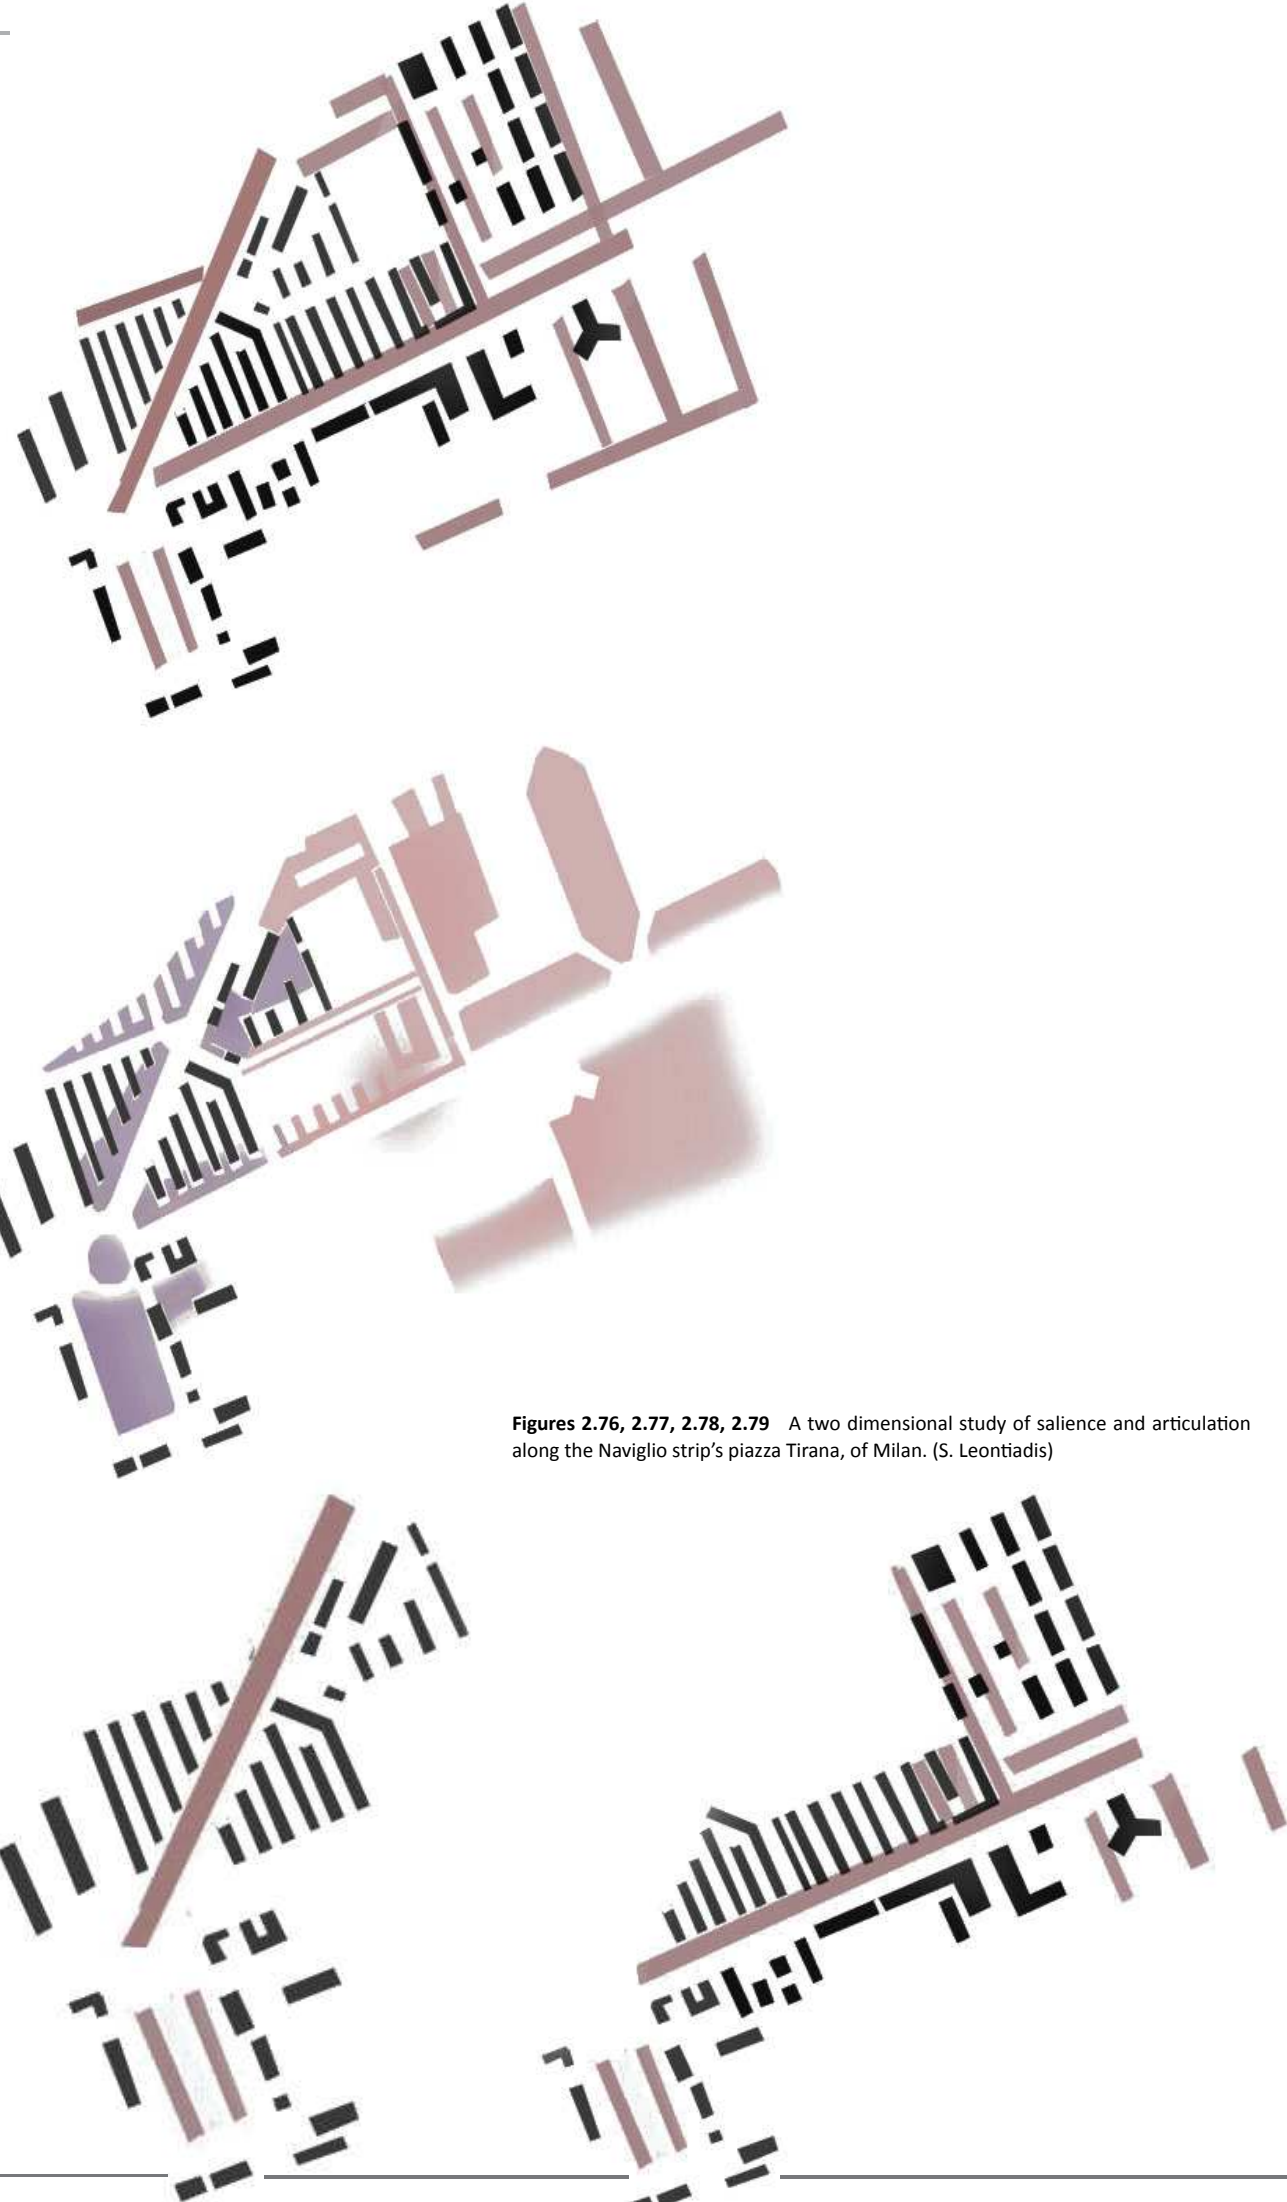 Figures 2.76, 2.77, 2.78, 2.79 A two dimensional study of salience and articulation
along the Naviglio strip’s piazza Tirana, of Milan. (S. Leontiadis)